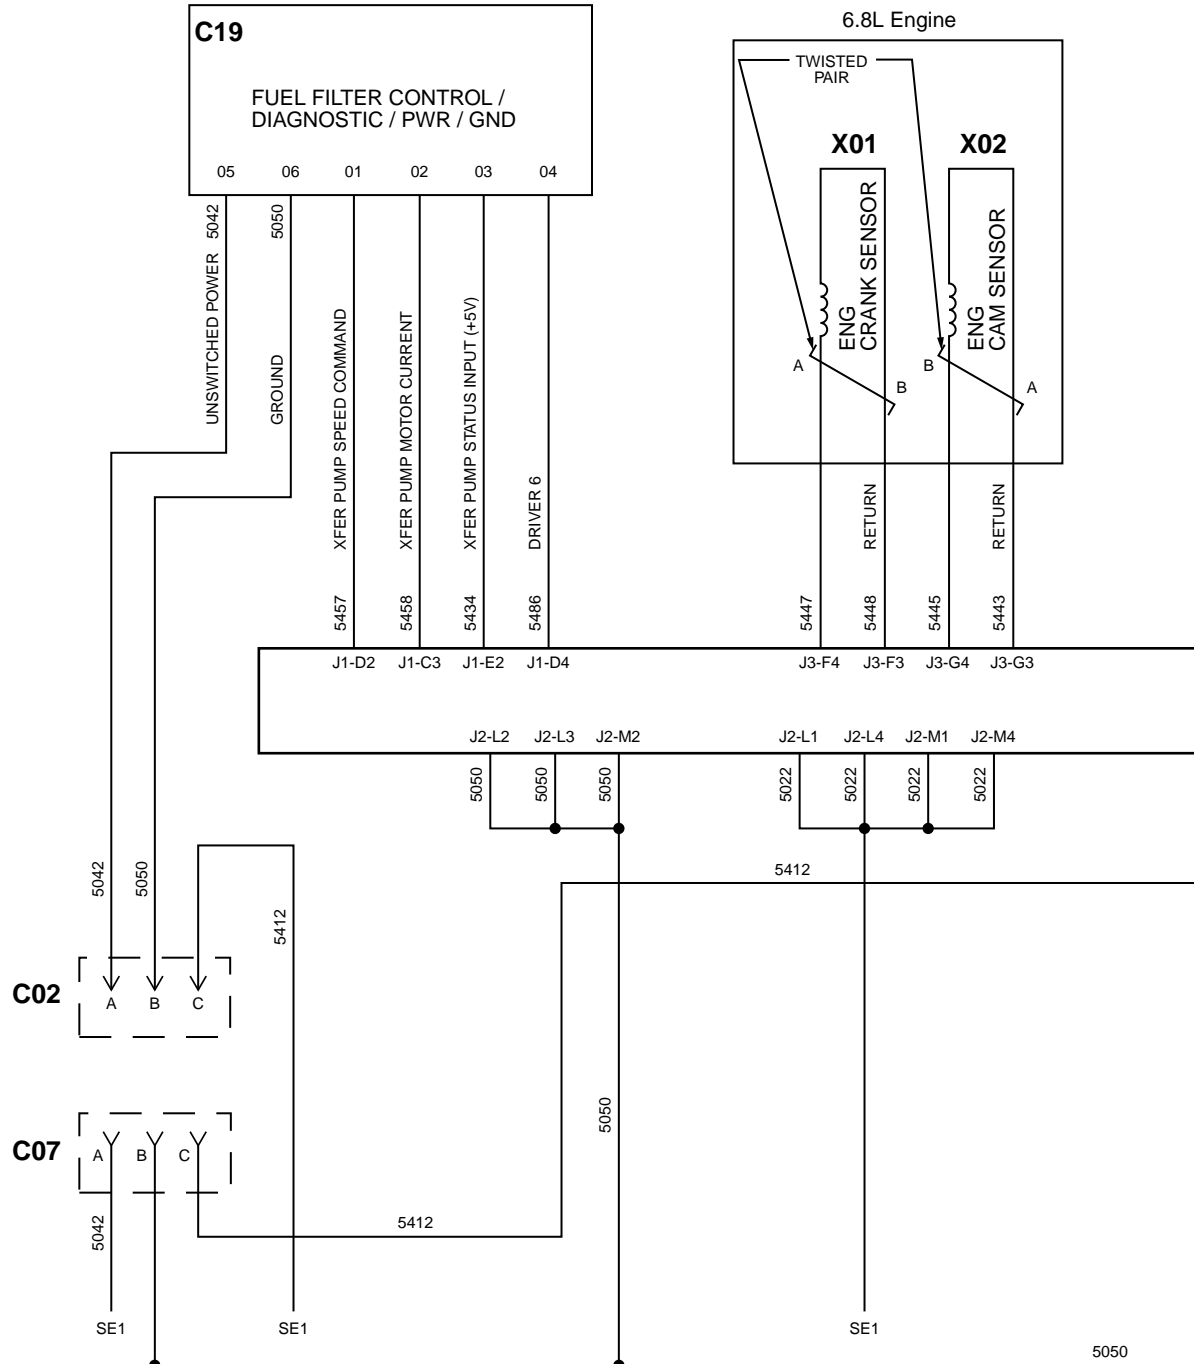 6.8L Engine
C19
FUEL FILTER CONTROL /
DIAGNOSTIC / PWR / GND
05 06 01 02 03 04
TWISTED
PAIR
X01 X02
ENG
CRANK SENSOR
ENG
CAM SENSOR
A B B A
5042
UNSWITCHED POWER
5050
GROUND
XFER PUMP SPEED COMMAND
XFER PUMP MOTOR CURRENT
XFER PUMP STATUS INPUT (+5V)
DRIVER 6
RETURN
RETURN
5457 5458 5434 5486 5447 5448 5445 5443
J1-D2 J1-C3 J1-E2 J1-D4 J3-F4 J3-F3 J3-G4 J3-G3
J2-L2 J2-L3 J2-M2 J2-L1 J2-L4 J2-M1 J2-M4
5050 5050 5050 5022 5022 5022 5022
5042 5050 5412
5412
C02
A B C
5050
C07
A B C
5042
5412
SE1 SE1 SE1
5050